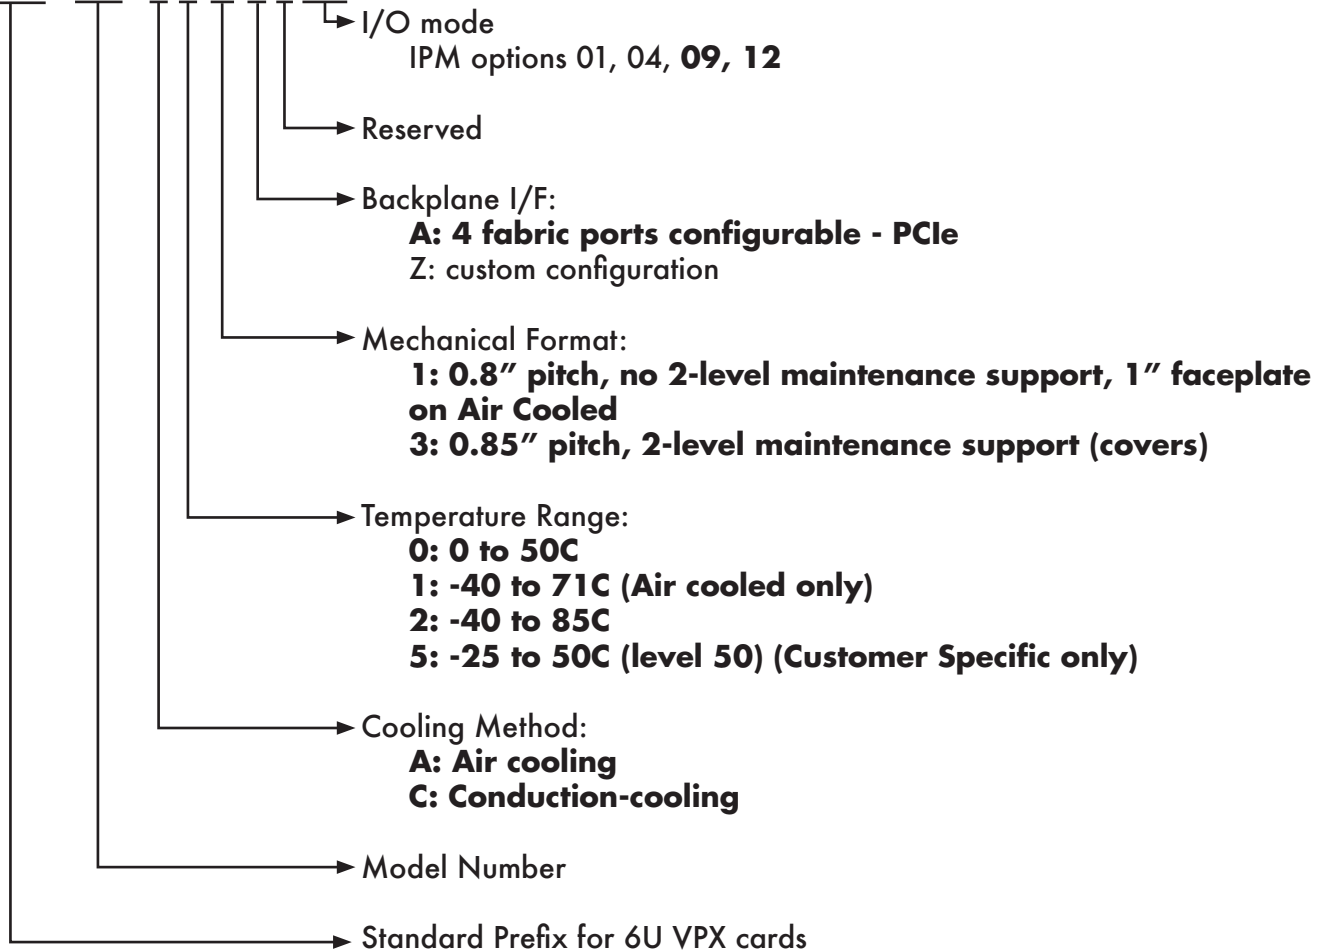 I/O mode
IPM options 01, 04, 09, 12
Reserved
Backplane I/F:
A: 4 fabric ports configurable - PCIe
Z: custom configuration
Mechanical Format:
1: 0.8” pitch, no 2-level maintenance support, 1” faceplate
on Air Cooled
3: 0.85” pitch, 2-level maintenance support (covers)
Temperature Range:
0: 0 to 50C
1: -40 to 71C (Air cooled only)
2: -40 to 85C
5: -25 to 50C (level 50) (Customer Specific only)
Cooling Method:
A: Air cooling
C: Conduction-cooling
Model Number
Standard Prefix for 6U VPX cards